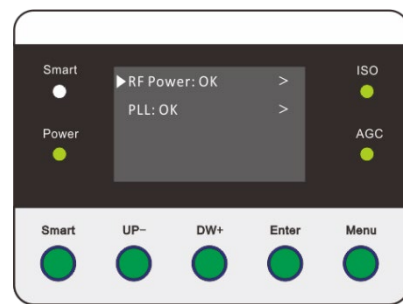 Smart
ISO
▶RF Power: OK >
PLL: OK >
Power
AGC
Smart UP− DW+ Enter Menu